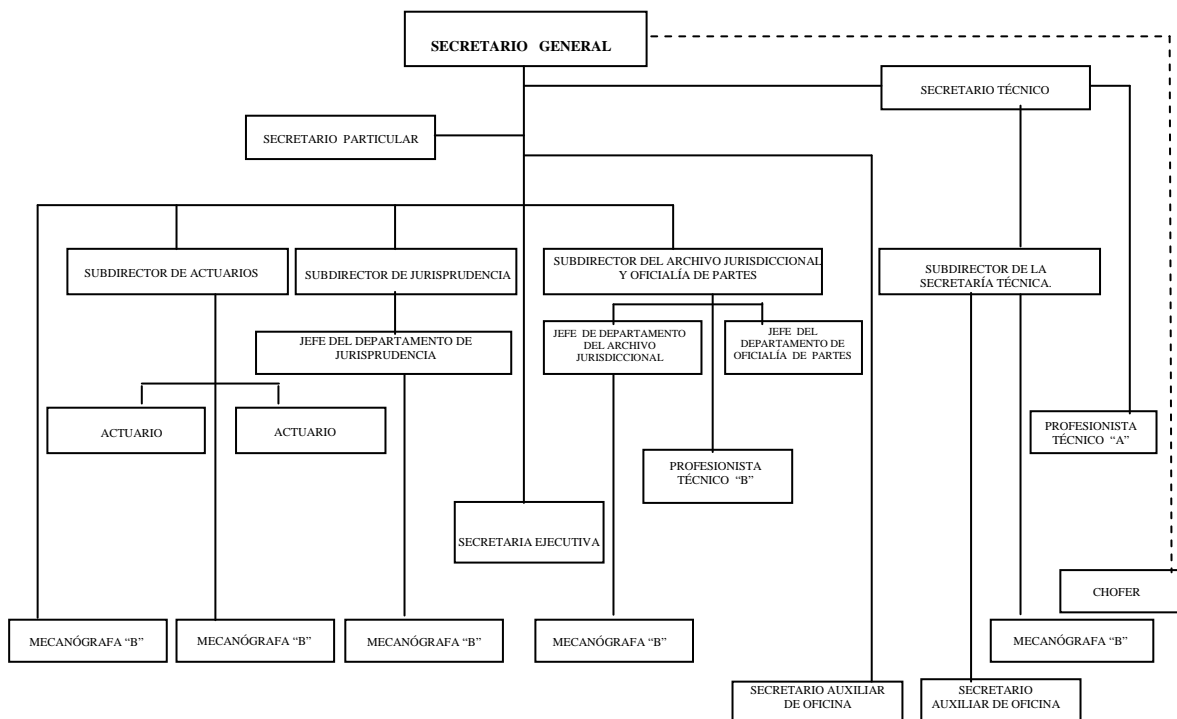 SECRETARIO GENERAL
SECRETARIO TÉCNICO
SECRETARIO PARTICULAR
SUBDIRECTOR DE ACTUARIOS
SUBDIRECTOR DE JURISPRUDENCIA
SUBDIRECTOR DEL ARCHIVO JURISDICCIONAL
Y OFICIALÍA DE PARTES
SUBDIRECTOR DE LA
SECRETARÍA TÉCNICA.
JEFE DEL DEPARTAMENTO DE
JURISPRUDENCIA
JEFE DE DEPARTAMENTO
DEL ARCHIVO
JURISDICCIONAL
JEFE DEL
DEPARTAMENTO DE
OFICIALÍA DE PARTES
ACTUARIO
ACTUARIO
PROFESIONISTA
TÉCNICO “A”
PROFESIONISTA
TÉCNICO “B”
SECRETARIA EJECUTIVA
CHOFER
MECANÓGRAFA “B”
MECANÓGRAFA “B”
MECANÓGRAFA “B”
MECANÓGRAFA “B”
MECANÓGRAFA “B”
SECRETARIO AUXILIAR
DE OFICINA
SECRETARIO
AUXILIAR DE OFICINA